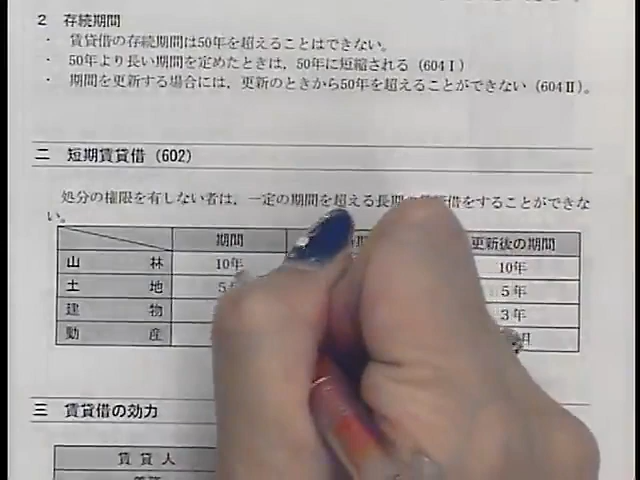 2 存続期間
・ 賃貸借の存続期間は50年を超えることはできない。
・ 50年より長い期間を定めたときは、50年に短縮される（604Ⅰ）
・ 期間を更新する場合には、更新のときから50年を超えることができない（604Ⅱ）。
二 短期賃貸借（602）
処分の権限を有しない者は、一定の期間を超える長期 借をすることができな
い。
期間 更新後の期間
山 林 10年 10年
土 地 5 5年
建 物 3年
動 産 月
三 賃貸借の効力
賃貸人